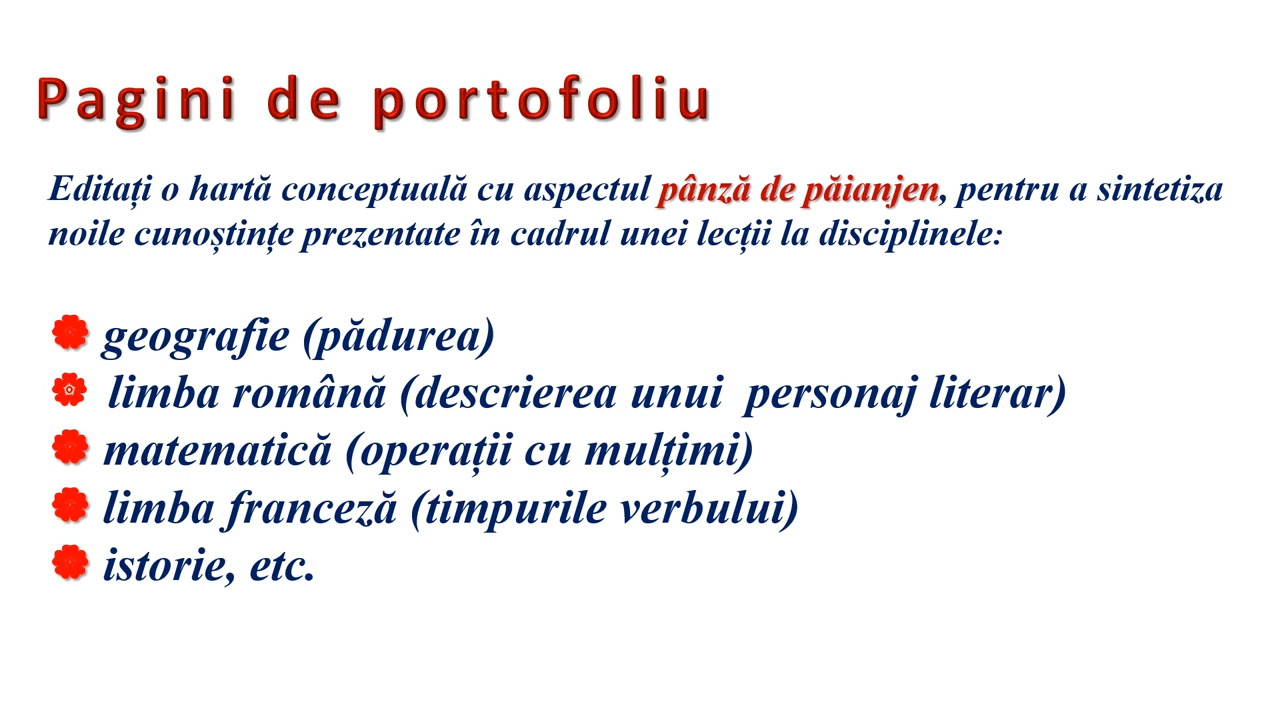 Pagini de portofoliu
Editați o hartă conceptuală cu aspectul pânză de păianjen, pentru a sintetiza
noile cunoștințe prezentate în cadrul unei lecții la disciplinele:
geografie (pădurea)
limba română (descrierea unui personaj literar)
matematică (operații cu mulțimi)
limba franceză (timpurile verbului)
istorie, etc.